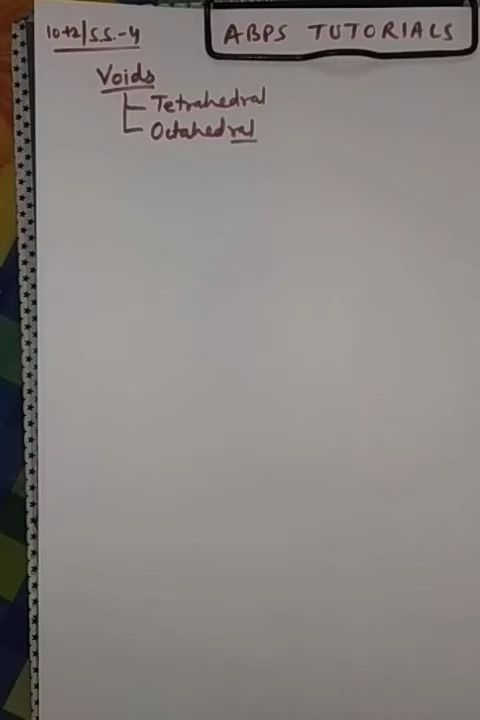 10+2/S.S.-4
ABPS TUTORIALS
Voids
Tetrahedral
Octahedral